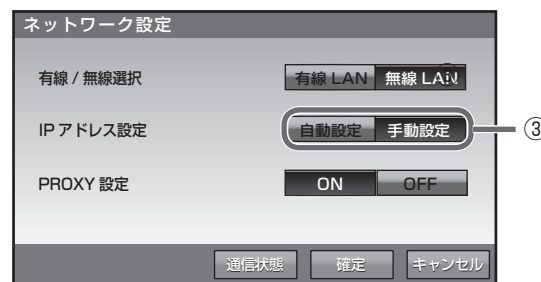 ネットワーク設定
有線 / 無線選択
有線 LAN 無線 LAN
IP アドレス設定
自動設定 手動設定
③
PROXY 設定
ON OFF
通信状態 確定 キャンセル